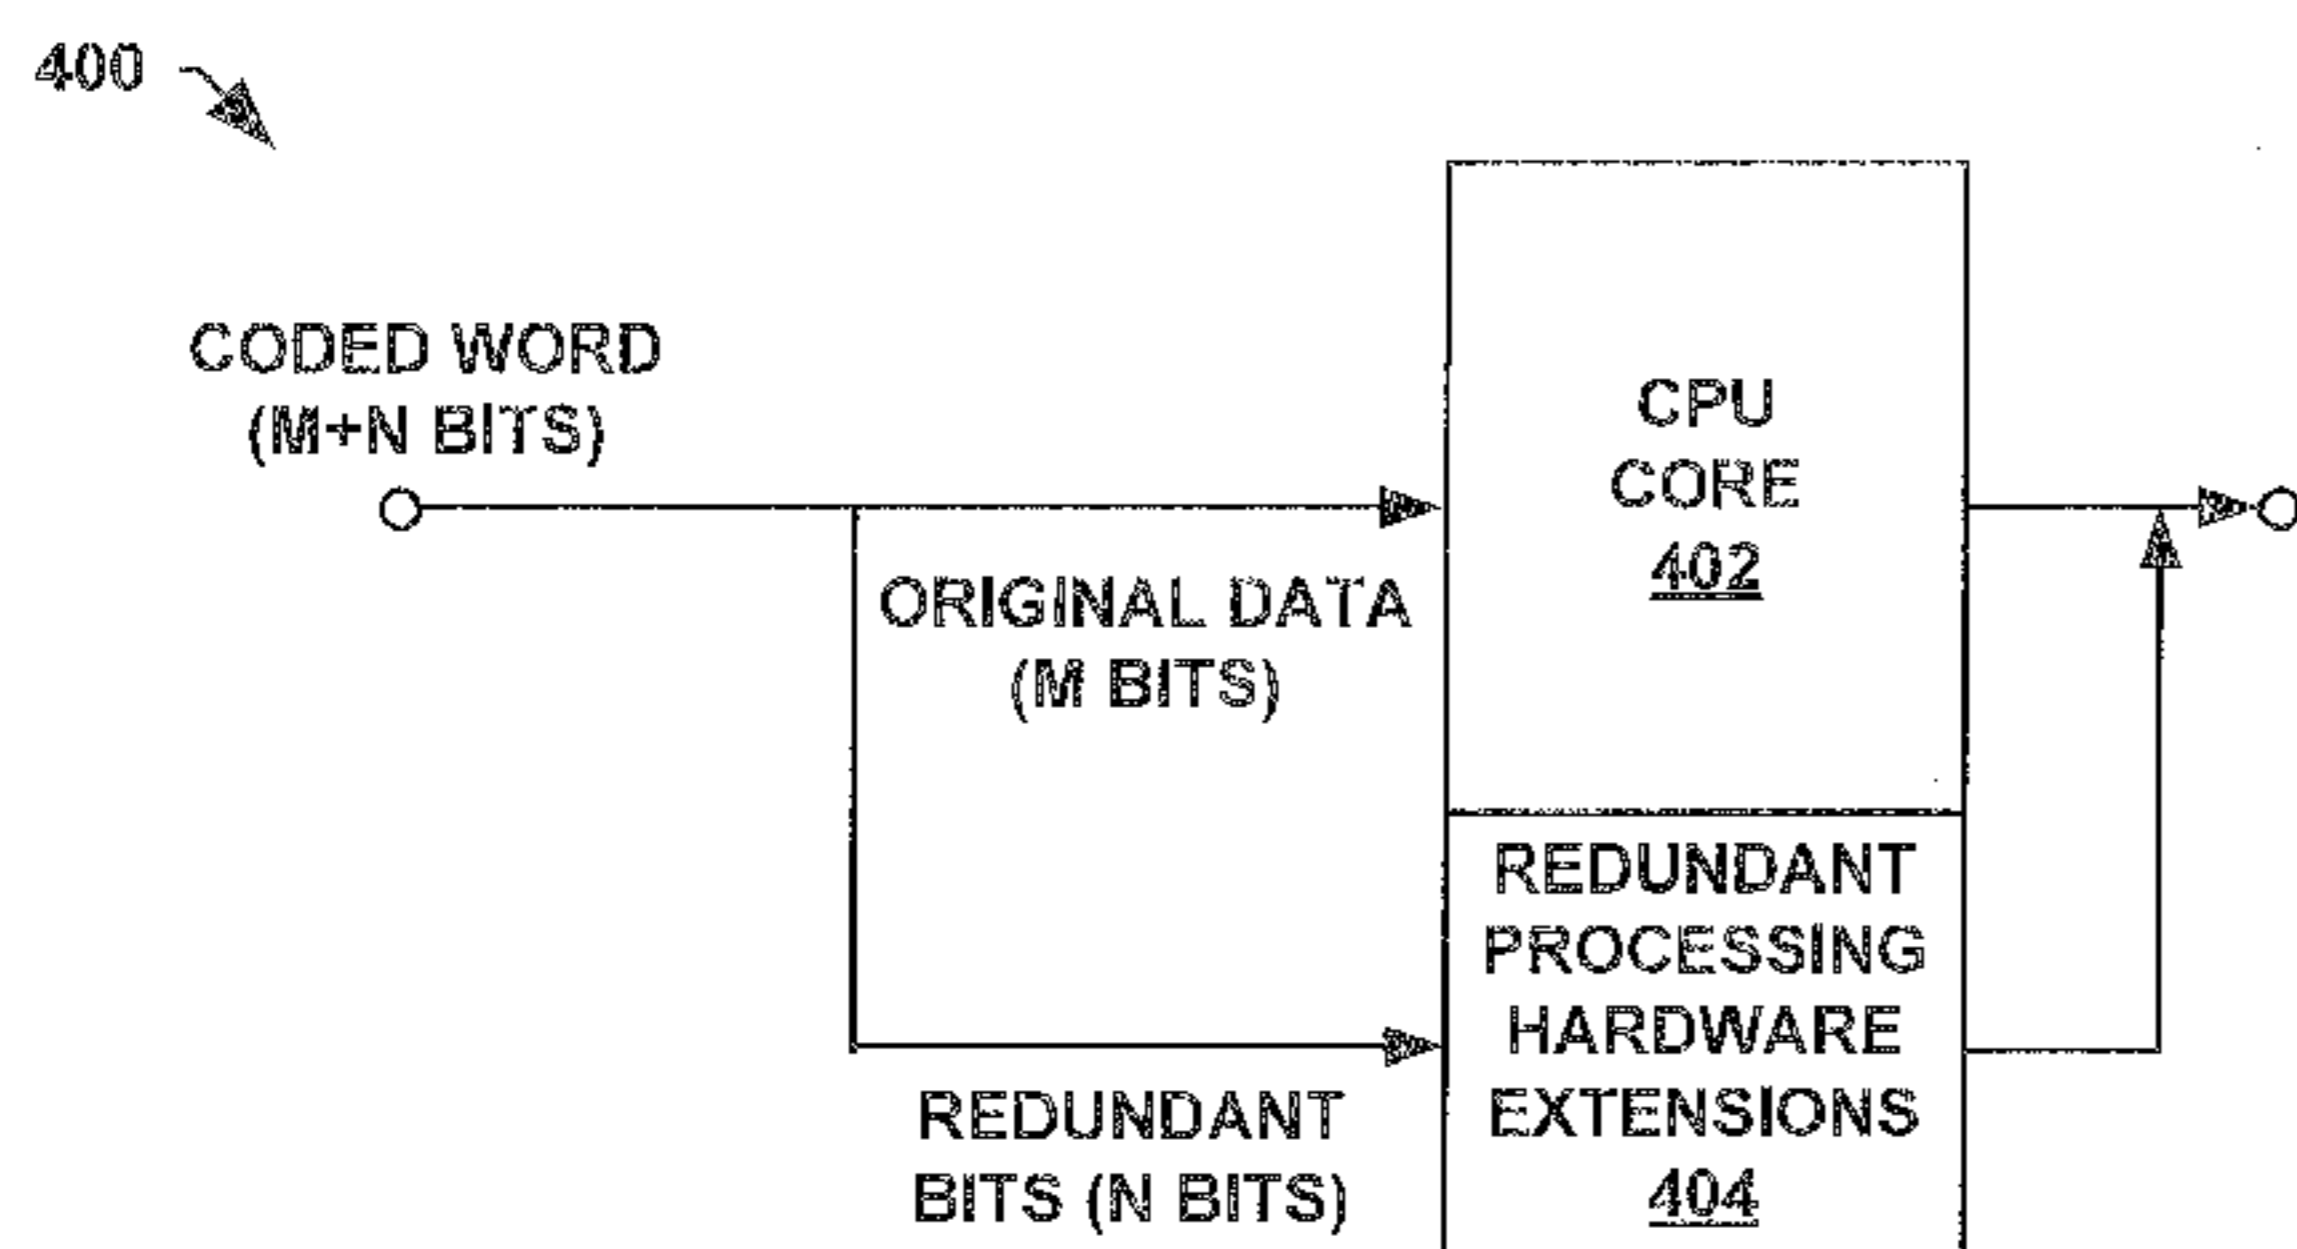 400
CODED WORD
(M+N BITS)
CPU
CORE
402
ORIGINAL DATA
(M BITS)
REDUNDANT
PROCESSING
HARDWARE
EXTENSIONS
404
REDUNDANT
BITS (N BITS)